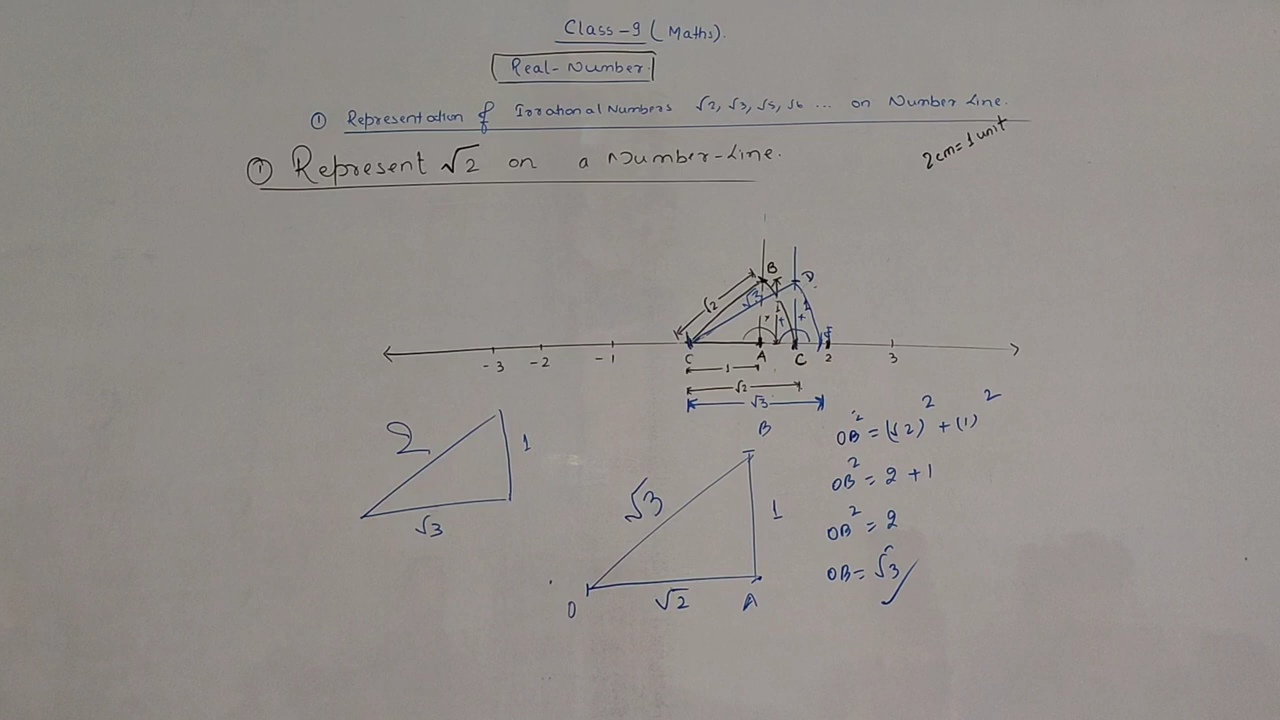 Class-9 (Maths).
Real-Number
① Representation of Irrational Numbers √2, √3, √5, √6 ... on Number Line.
① Represent √2 on a Number-Line.
2cm=1unit
B D
√2 √3
C A C 2
-3 -2 -1 3
1
√2
√3
2 1
√3
B
√3 1
O √2 A
OB² = (√2)² + (1)²
OB² = 2 + 1
OB² = 2
OB = √3